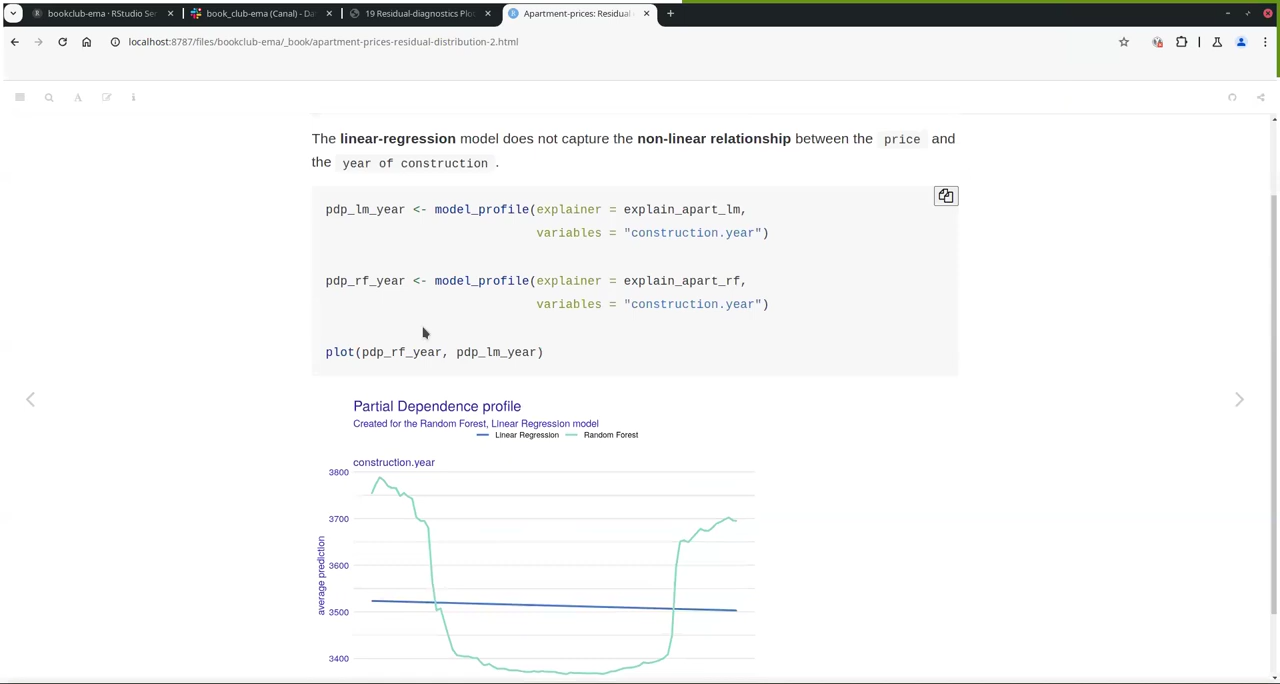 bookclub-ema · RStudio Ser
book_club-ema (Canal) - Da
19 Residual-diagnostics Plo
Apartment-prices: Residual
localhost:8787/files/bookclub-ema/_book/apartment-prices-residual-distribution-2.html
The linear-regression model does not capture the non-linear relationship between the price and
the year of construction .
pdp_lm_year <- model_profile(explainer = explain_apart_lm,
variables = "construction.year")
pdp_rf_year <- model_profile(explainer = explain_apart_rf,
variables = "construction.year")
plot(pdp_rf_year, pdp_lm_year)
Partial Dependence profile
Created for the Random Forest, Linear Regression model
Linear Regression Random Forest
construction.year
3800
3700
3600
3500
3400
average prediction